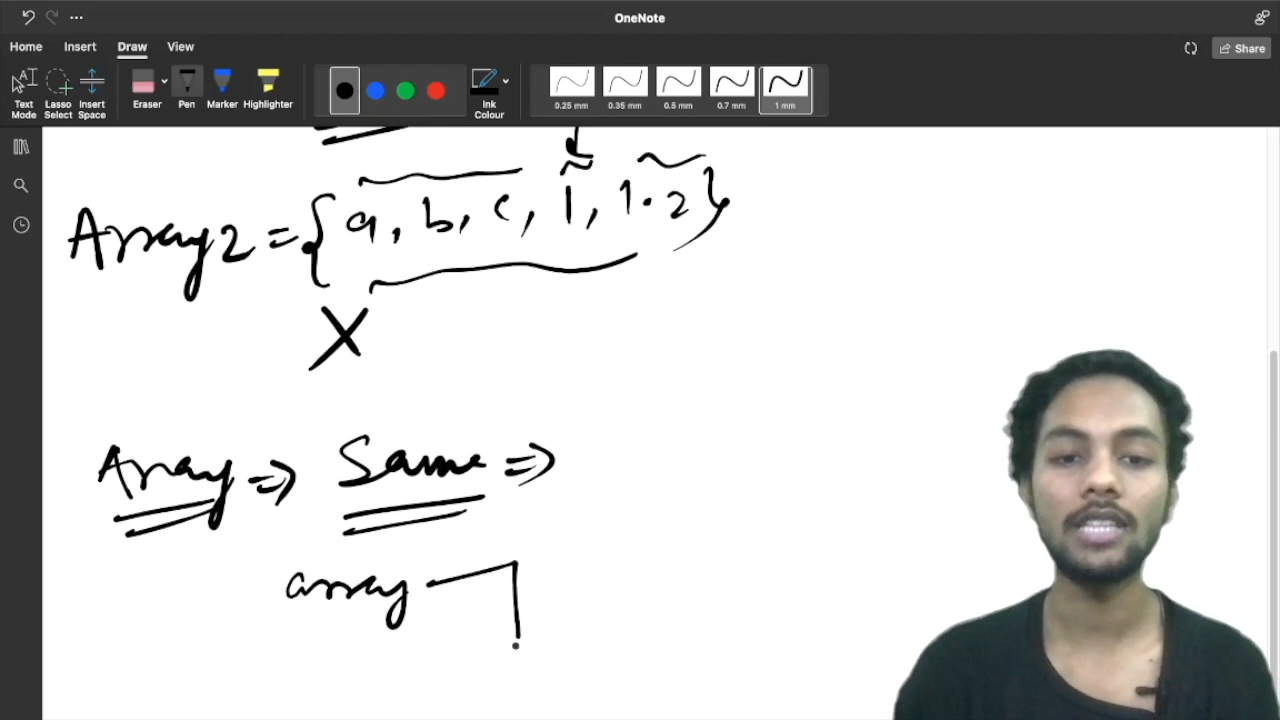 OneNote
Home Insert Draw View
Share
Text Mode Lasso Select Insert Space Eraser Pen Marker Highlighter Ink Colour 0.25 mm 0.35 mm 0.5 mm 0.7 mm 1 mm
Array2 = {a, b, c, 1, 1.2}
X
Array => Same =>
array